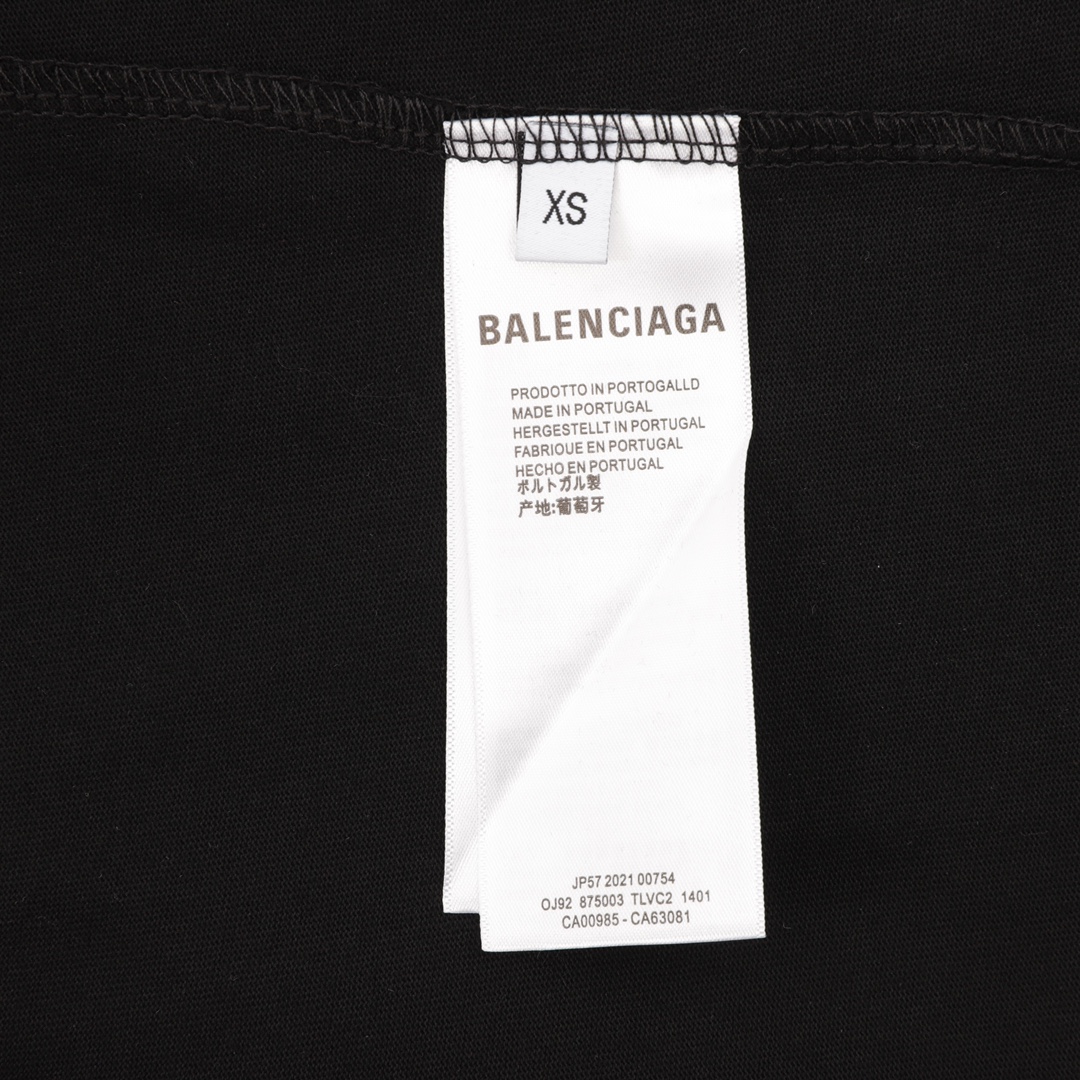 XS
BALENCIAGA
PRODOTTO IN PORTOGALLD
MADE IN PORTUGAL
HERGESTELLT IN PORTUGAL
FABRIOUE EN PORTUGAL
HECHO EN PORTUGAL
ポルトガル製
产地:葡萄牙
JP57 2021 00754
OJ92 875003 TLVC2 1401
CA00985 - CA63081